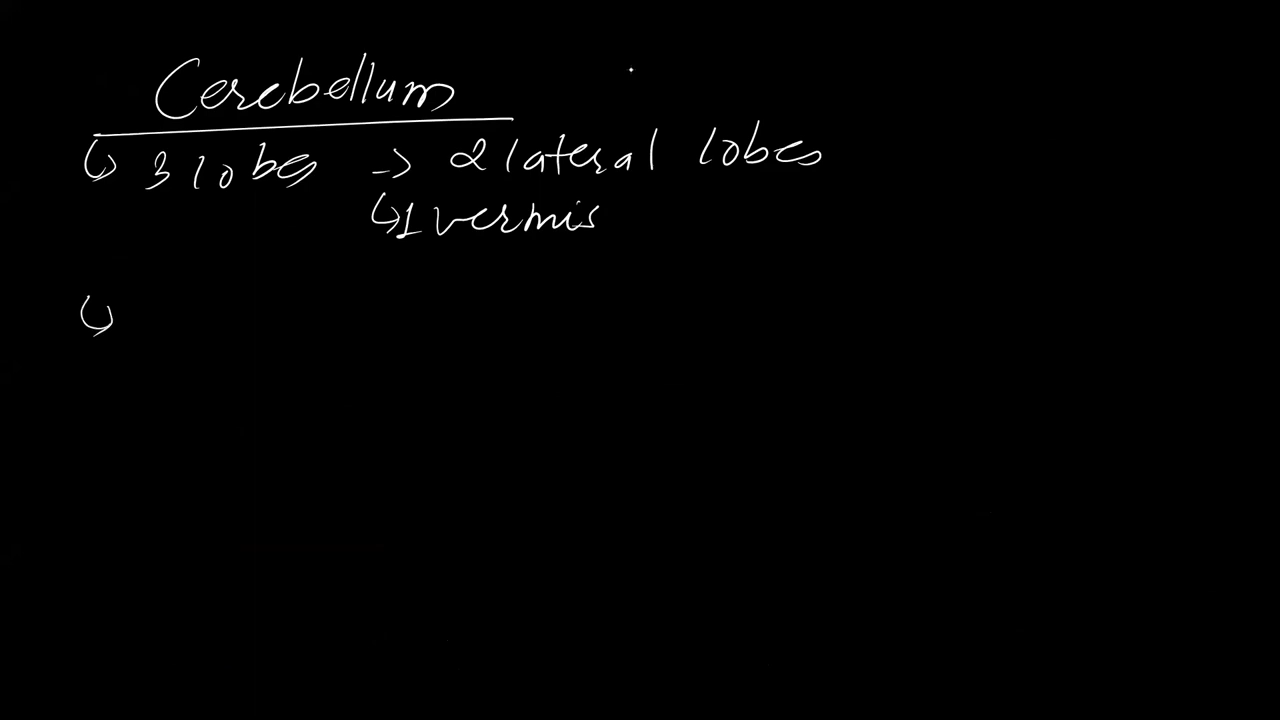 Cerebellum
↳ 3 lobes → 2 lateral lobes
↳ 1 vermis
↳